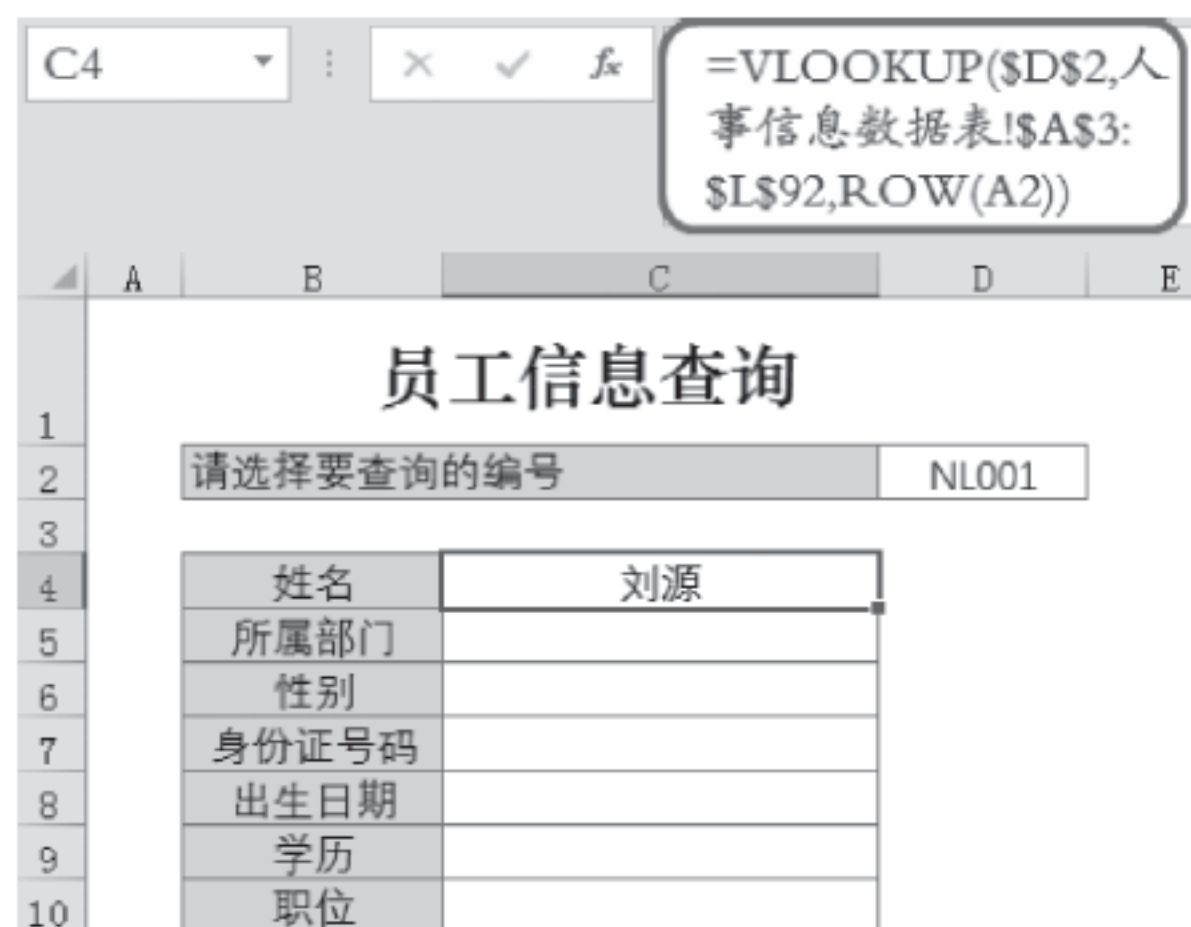 C4
fx
=VLOOKUP($D$2,人
事信息数据表!$A$3:
$L$92,ROW(A2))
A B C D E
1 员工信息查询
2 请选择要查询的编号 NL001
3
4 姓名 刘源
5 所属部门
6 性别
7 身份证号码
8 出生日期
9 学历
10 职位